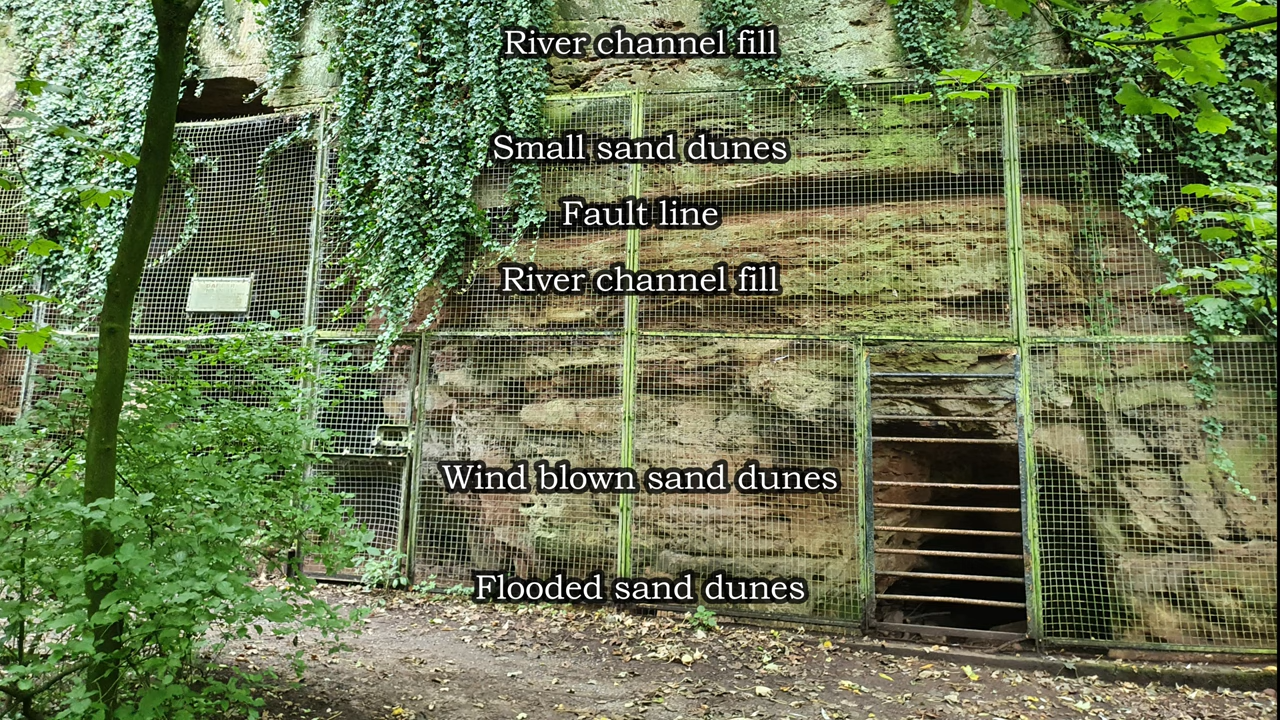 River channel fill
Small sand dunes
Fault line
River channel fill
Wind blown sand dunes
Flooded sand dunes